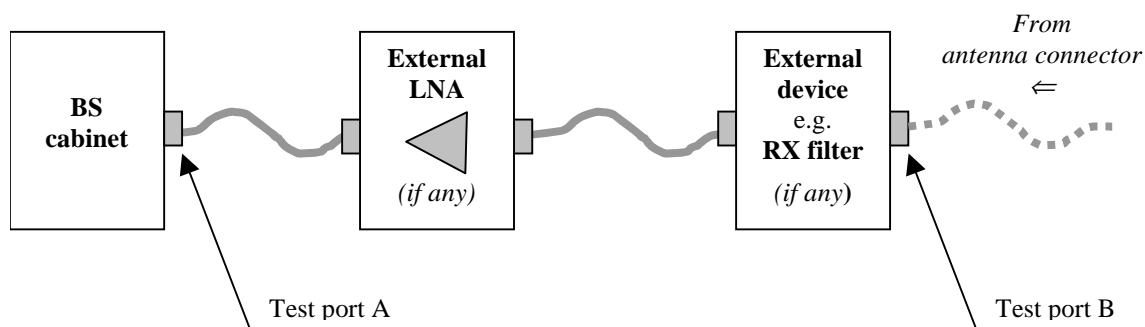 BS
cabinet
External
LNA
(if any)
External
device
e.g.
RX filter
(if any)
From
antenna connector
⇐
Test port A
Test port B